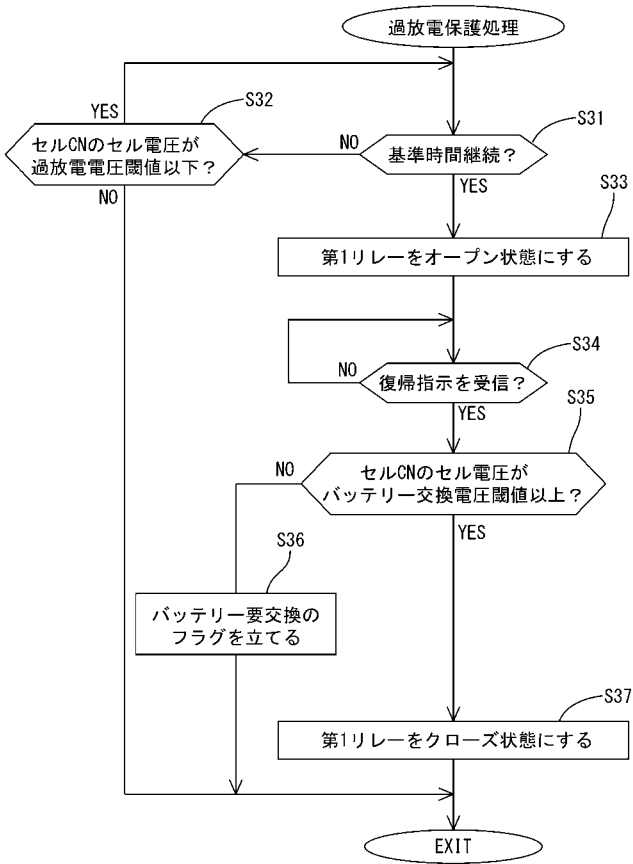 過放電保護処理
YES
S32
セルCNのセル電圧が
過放電電圧閾値以下？
NO
NO
S31
基準時間継続？
YES
S33
第1リレーをオープン状態にする
S34
NO
復帰指示を受信？
YES
S35
NO
セルCNのセル電圧が
バッテリー交換電圧閾値以上？
YES
S36
バッテリー要交換の
フラグを立てる
S37
第1リレーをクローズ状態にする
EXIT